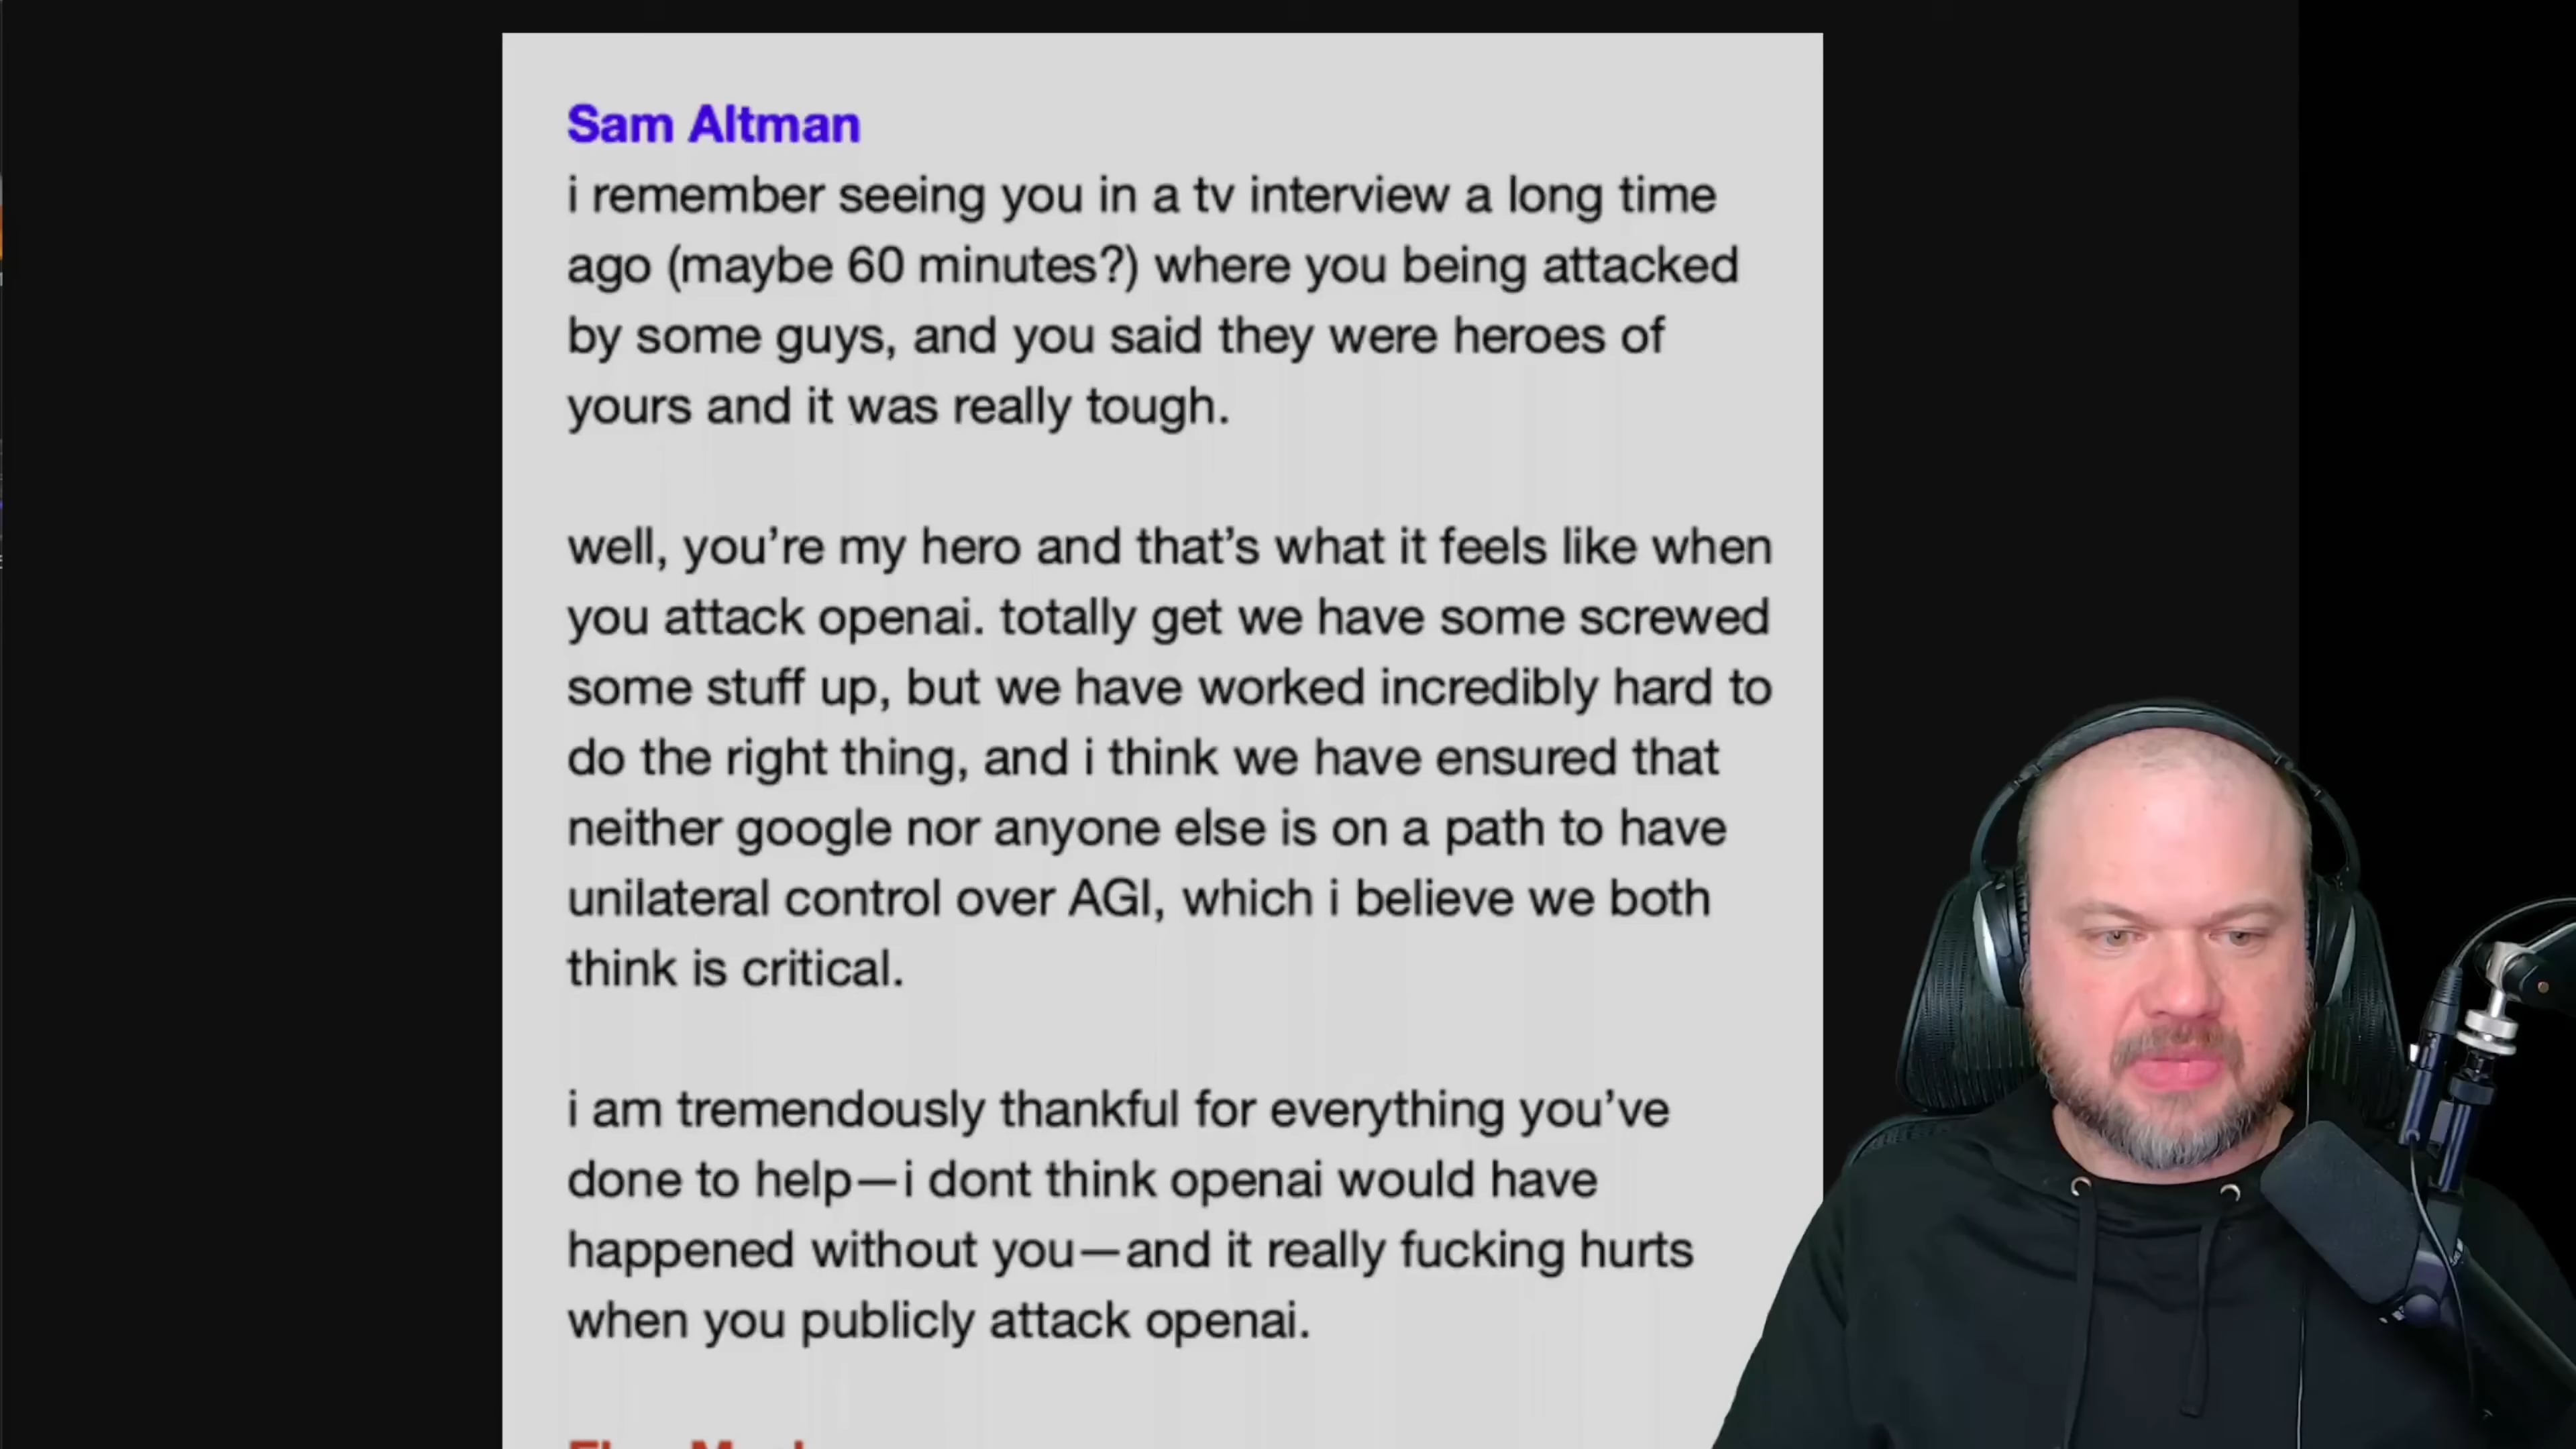 Sam Altman
i remember seeing you in a tv interview a long time
ago (maybe 60 minutes?) where you being attacked
by some guys, and you said they were heroes of
yours and it was really tough.
well, you’re my hero and that’s what it feels like when
you attack openai. totally get we have some screwed
some stuff up, but we have worked incredibly hard to
do the right thing, and i think we have ensured that
neither google nor anyone else is on a path to have
unilateral control over AGI, which i believe we both
think is critical.
i am tremendously thankful for everything you’ve
done to help—i dont think openai would have
happened without you—and it really fucking hurts
when you publicly attack openai.